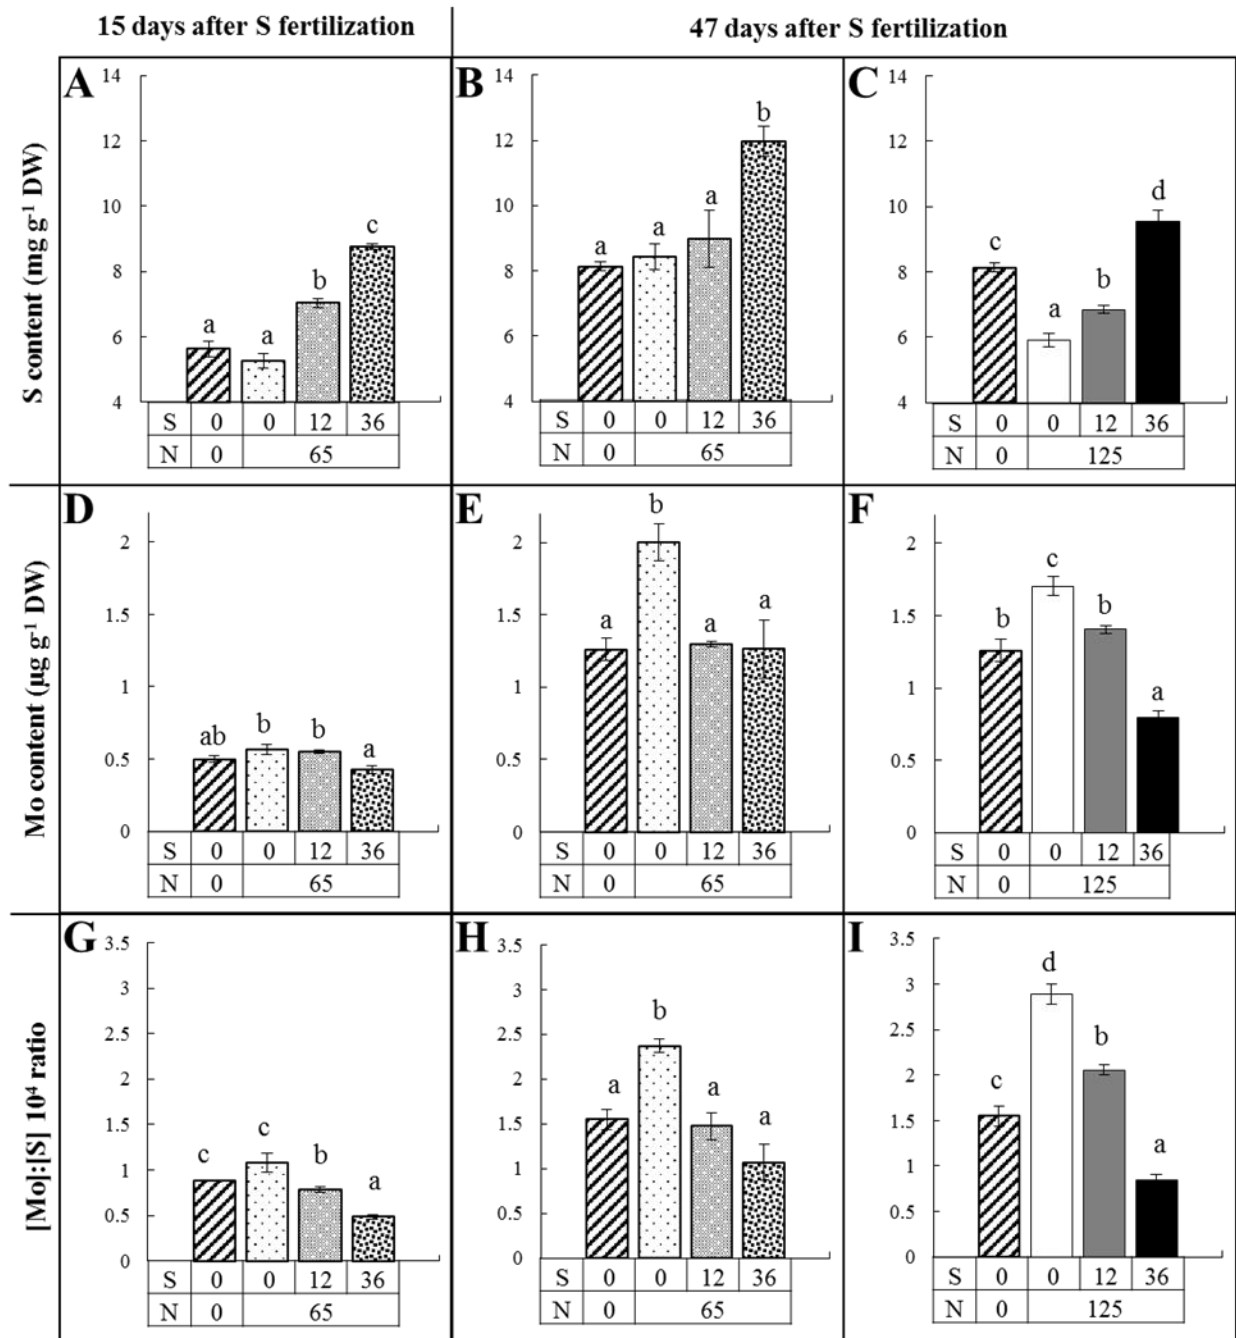 15 days after S fertilization
47 days after S fertilization
S content (mg g⁻¹ DW)
A
14
12
10
8
6
4
a
a
b
c
S 0 0 12 36
N 0 65
B
14
12
10
8
6
4
a
a
a
b
S 0 0 12 36
N 0 65
C
14
12
10
8
6
4
c
a
b
d
S 0 0 12 36
N 0 125
Mo content (µg g⁻¹ DW)
D
2
1.5
1
0.5
0
ab
b
b
a
S 0 0 12 36
N 0 65
E
2
1.5
1
0.5
0
a
b
a
a
S 0 0 12 36
N 0 65
F
2
1.5
1
0.5
0
b
c
b
a
S 0 0 12 36
N 0 125
[Mo]:[S] 10⁴ ratio
G
3.5
3
2.5
2
1.5
1
0.5
0
c
c
b
a
S 0 0 12 36
N 0 65
H
3.5
3
2.5
2
1.5
1
0.5
0
a
b
a
a
S 0 0 12 36
N 0 65
I
3.5
3
2.5
2
1.5
1
0.5
0
c
d
b
a
S 0 0 12 36
N 0 125